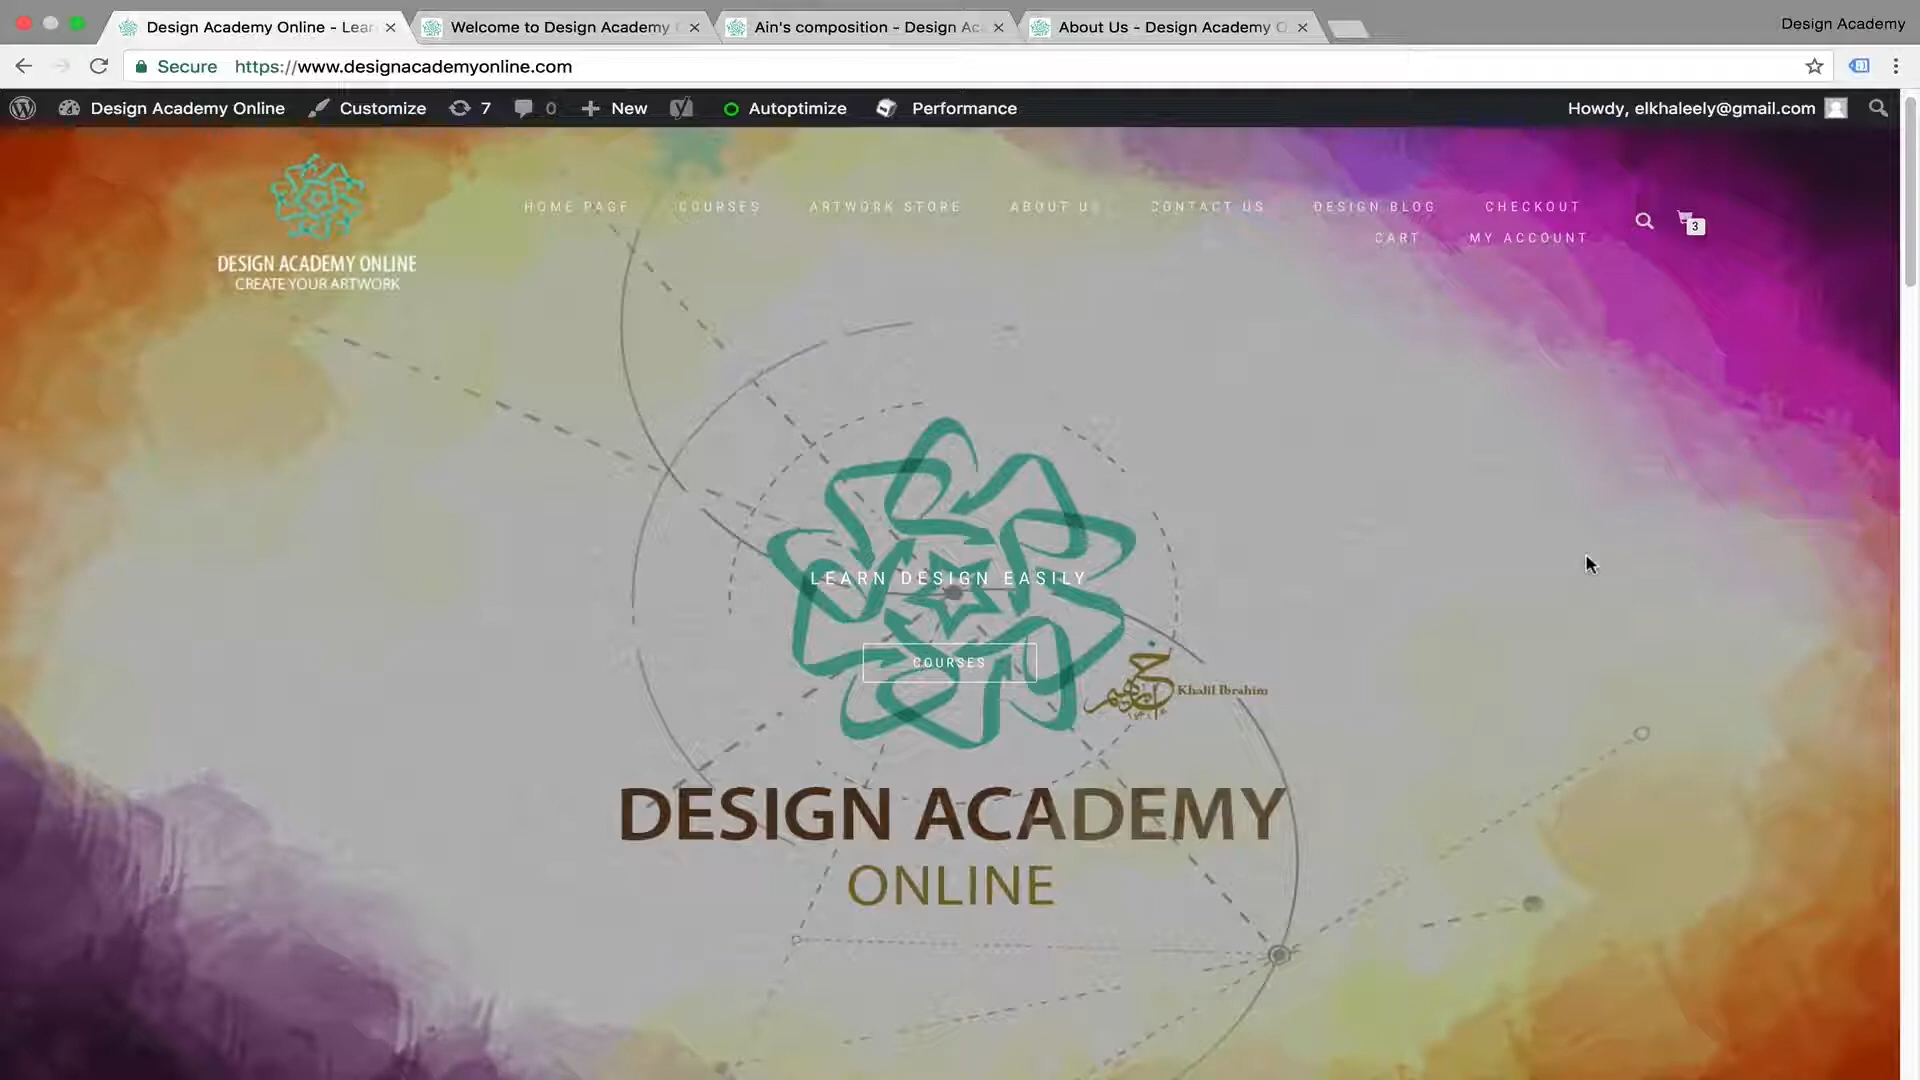 Design Academy Online - Lear
Welcome to Design Academy
Ain's composition - Design Ac
About Us - Design Academy O
Design Academy
Secure https://www.designacademyonline.com
Design Academy Online Customize 7 0 New Autoptimize Performance Howdy, elkhaleely@gmail.com
HOME PAGE COURSES ARTWORK STORE ABOUT US CONTACT US DESIGN BLOG CHECKOUT
CART MY ACCOUNT
3
DESIGN ACADEMY ONLINE
CREATE YOUR ARTWORK
LEARN DESIGN EASILY
COURSES
Khalil Ibrahim
DESIGN ACADEMY
ONLINE